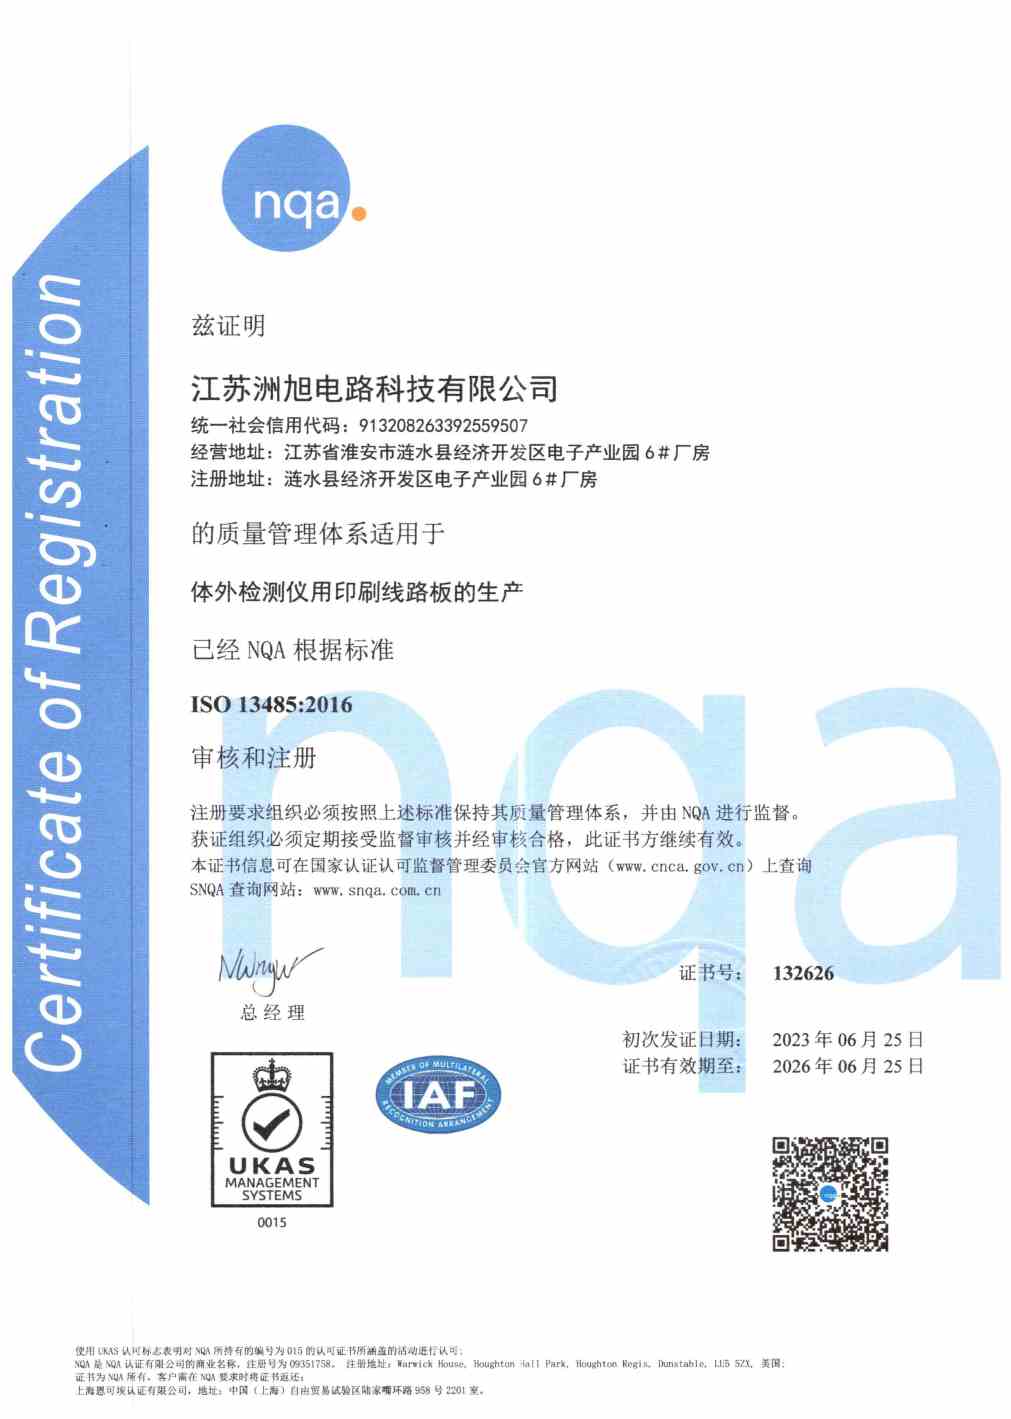 nqa.
Certificate of Registration
兹证明
江苏洲旭电路科技有限公司
统一社会信用代码：913208263392559507
经营地址：江苏省淮安市涟水县经济开发区电子产业园6#厂房
注册地址：涟水县经济开发区电子产业园6#厂房
的质量管理体系适用于
体外检测仪用印刷线路板的生产
已经 NQA 根据标准
ISO 13485:2016
审核和注册
注册要求组织必须按照上述标准保持其质量管理体系，并由 NQA 进行监督。
获证组织必须定期接受监督审核并经审核合格，此证书方继续有效。
本证书信息可在国家认证认可监督管理委员会官方网站（www.cnca.gov.cn）上查询
SNQA 查询网站：www.snqa.com.cn
nqa
总经理
证书号： 132626
初次发证日期： 2023 年 06 月 25 日
证书有效期至： 2026 年 06 月 25 日
UKAS
MANAGEMENT
SYSTEMS
0015
MEMBER OF MULTILATERAL
IAF
RECOGNITION ARRANGEMENT
nqa
使用 UKAS 认可标志表明对 NQA 所持有的编号为 015 的认可证书所涵盖的活动进行认可;
NQA 是 NQA 认证有限公司的商业名称，注册号为 09351758。 注册地址：Warwick House, Houghton Hall Park, Houghton Regis, Dunstable, LU5 5ZX, 英国;
证书为 NQA 所有，客户需在 NQA 要求时将证书返还;
上海恩可埃认证有限公司，地址：中国（上海）自由贸易试验区陆家嘴环路 958 号 2201 室。